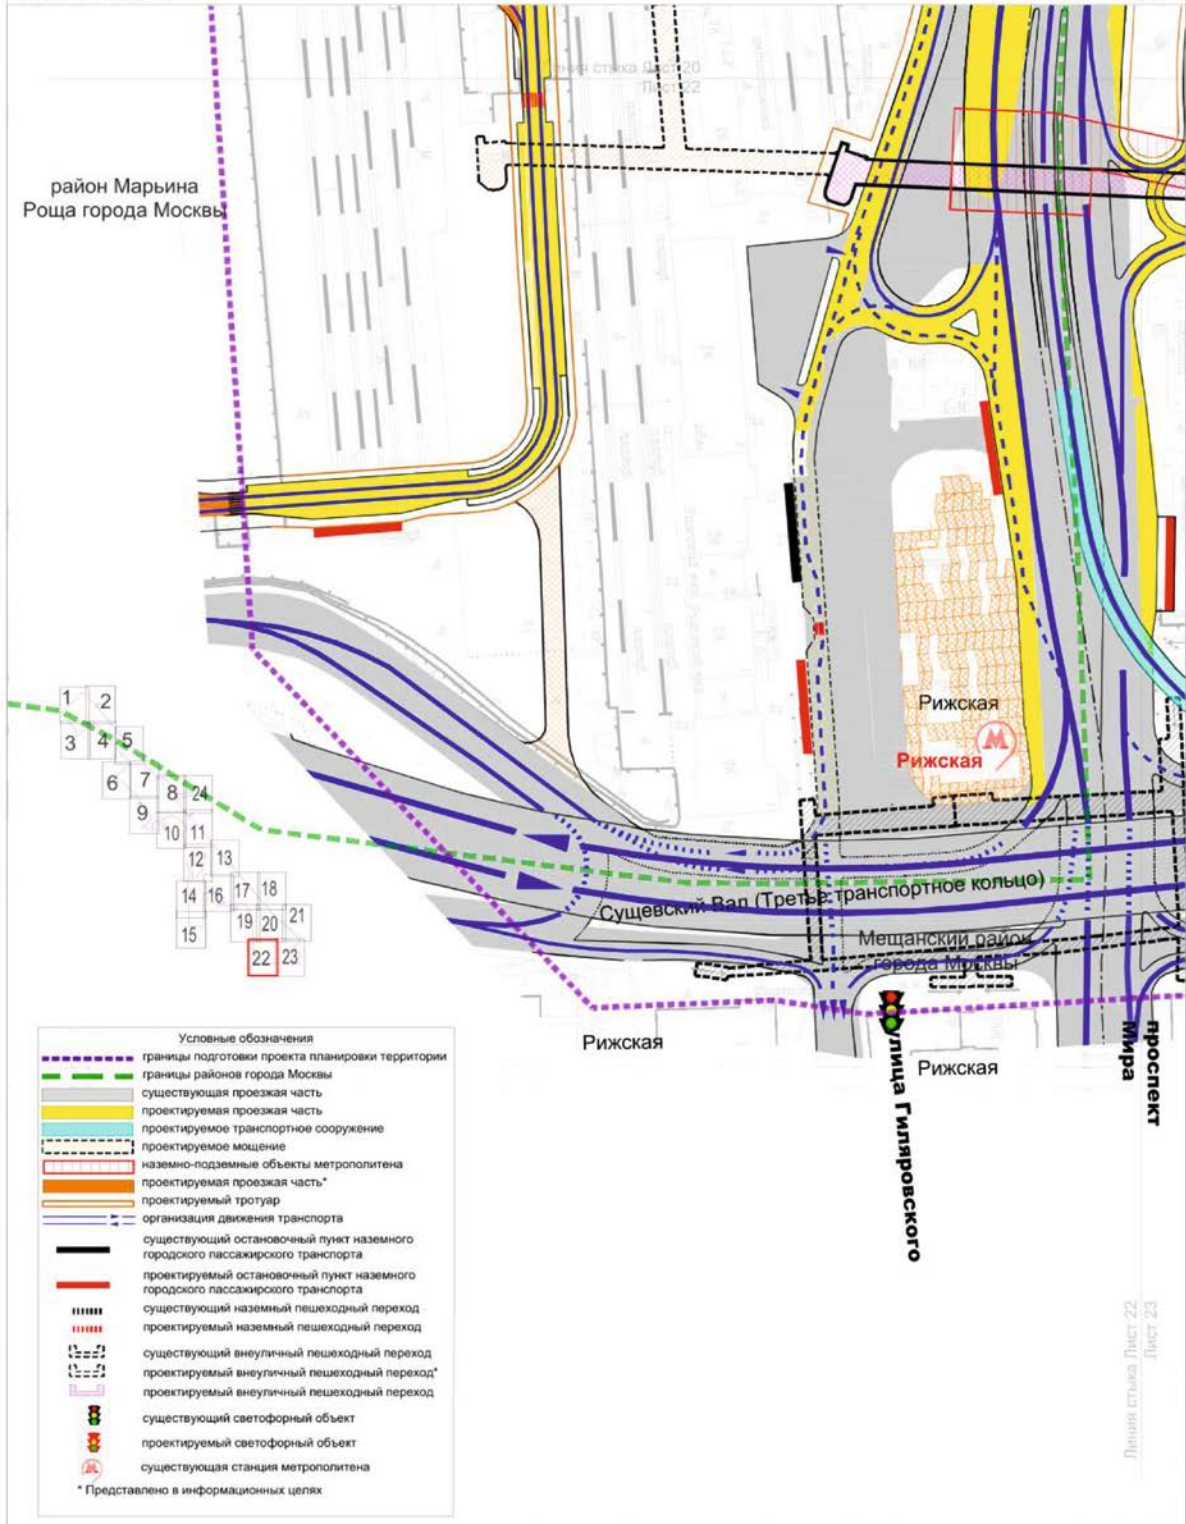 Линия стыка Лист 20
Лист 22
район Марьина
Роща города Москвы
Рижская
Рижская
М
1
2
3
4
5
6
7
8
24
9
10
11
12
13
14
16
17
18
15
19
20
21
22
23
Сущевский Вал (Третье транспортное кольцо)
Мещанский район
города Москвы
Рижская
Рижская
улица Гиляровского
проспект
Мира
Условные обозначения
границы подготовки проекта планировки территории
границы районов города Москвы
существующая проезжая часть
проектируемая проезжая часть
проектируемое транспортное сооружение
проектируемое мощение
наземно-подземные объекты метрополитена
проектируемая проезжая часть*
проектируемый тротуар
организация движения транспорта
существующий остановочный пункт наземного
городского пассажирского транспорта
проектируемый остановочный пункт наземного
городского пассажирского транспорта
существующий наземный пешеходный переход
проектируемый наземный пешеходный переход
существующий внеуличный пешеходный переход
проектируемый внеуличный пешеходный переход*
проектируемый внеуличный пешеходный переход
существующий светофорный объект
проектируемый светофорный объект
М
существующая станция метрополитена
* Представлено в информационных целях
Линия стыка Лист 22
Лист 23